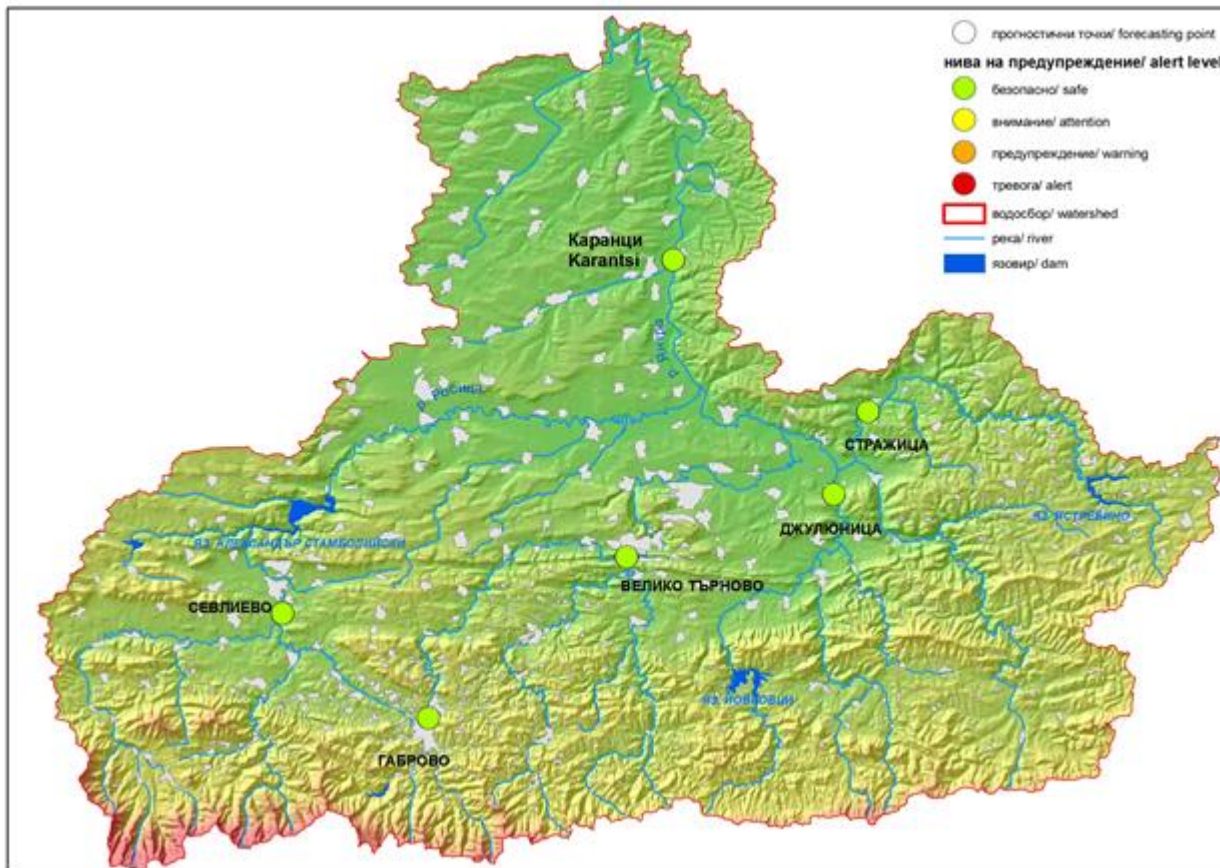 прогностични точки/ forecasting point
нива на предупреждение/ alert level
безопасно/ safe
внимание/ attention
предупреждение/ warning
тревога/ alert
водосбор/ watershed
река/ river
язовир/ dam
Каранци
Karantsi
р. Янтра
р. Росица
СТРАЖИЦА
ДЖУЛЮНИЦА
ЯЗ. ЯСТРЕБИНО
ЯЗ. АЛЕКСАНДЪР СТАМБОЛИЙСКИ
ВЕЛИКО ТЪРНОВО
СЕВЛИЕВО
ЯЗ. ЙОВКОВЦИ
ГАБРОВО